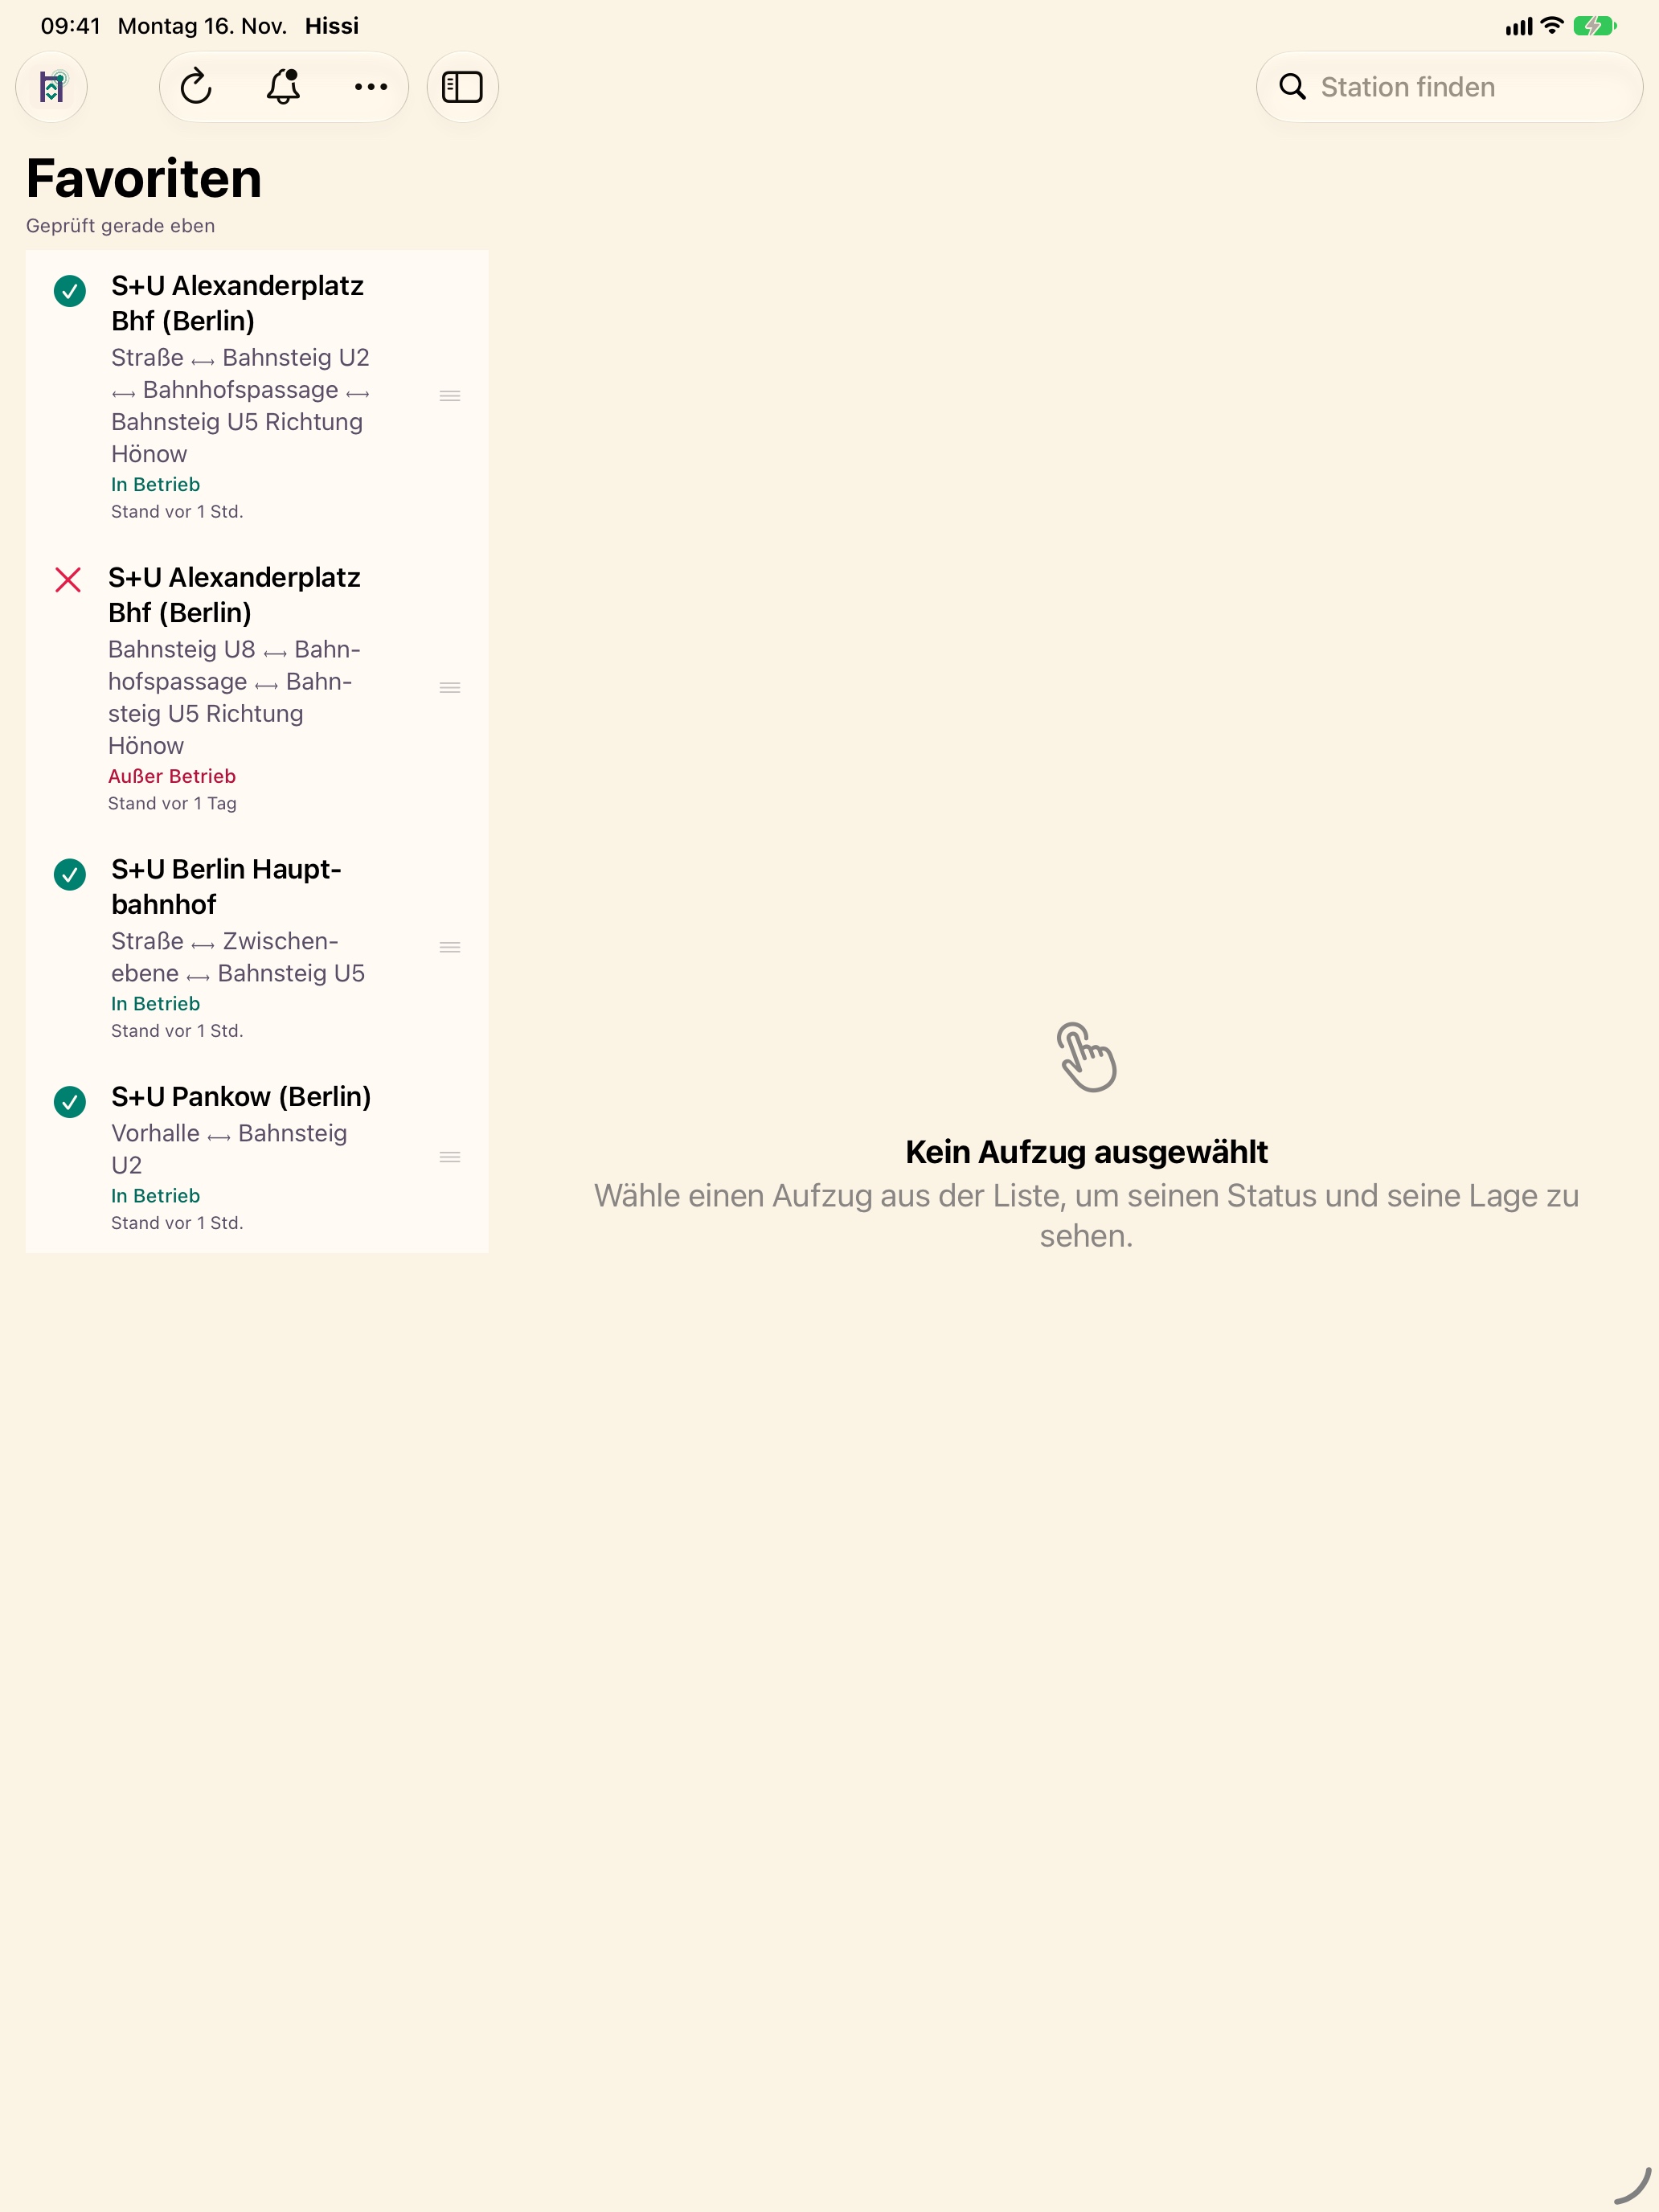 09:41 Montag 16. Nov. Hissi
Station finden
Favoriten
Geprüft gerade eben
S+U Alexanderplatz
Bhf (Berlin)
Straße ⟷ Bahnsteig U2
⟷ Bahnhofspassage ⟷
Bahnsteig U5 Richtung
Hönow
In Betrieb
Stand vor 1 Std.
S+U Alexanderplatz
Bhf (Berlin)
Bahnsteig U8 ⟷ Bahn-
hofspassage ⟷ Bahn-
steig U5 Richtung
Hönow
Außer Betrieb
Stand vor 1 Tag
S+U Berlin Haupt-
bahnhof
Straße ⟷ Zwischen-
ebene ⟷ Bahnsteig U5
In Betrieb
Stand vor 1 Std.
S+U Pankow (Berlin)
Vorhalle ⟷ Bahnsteig
U2
In Betrieb
Stand vor 1 Std.
Kein Aufzug ausgewählt
Wähle einen Aufzug aus der Liste, um seinen Status und seine Lage zu
sehen.